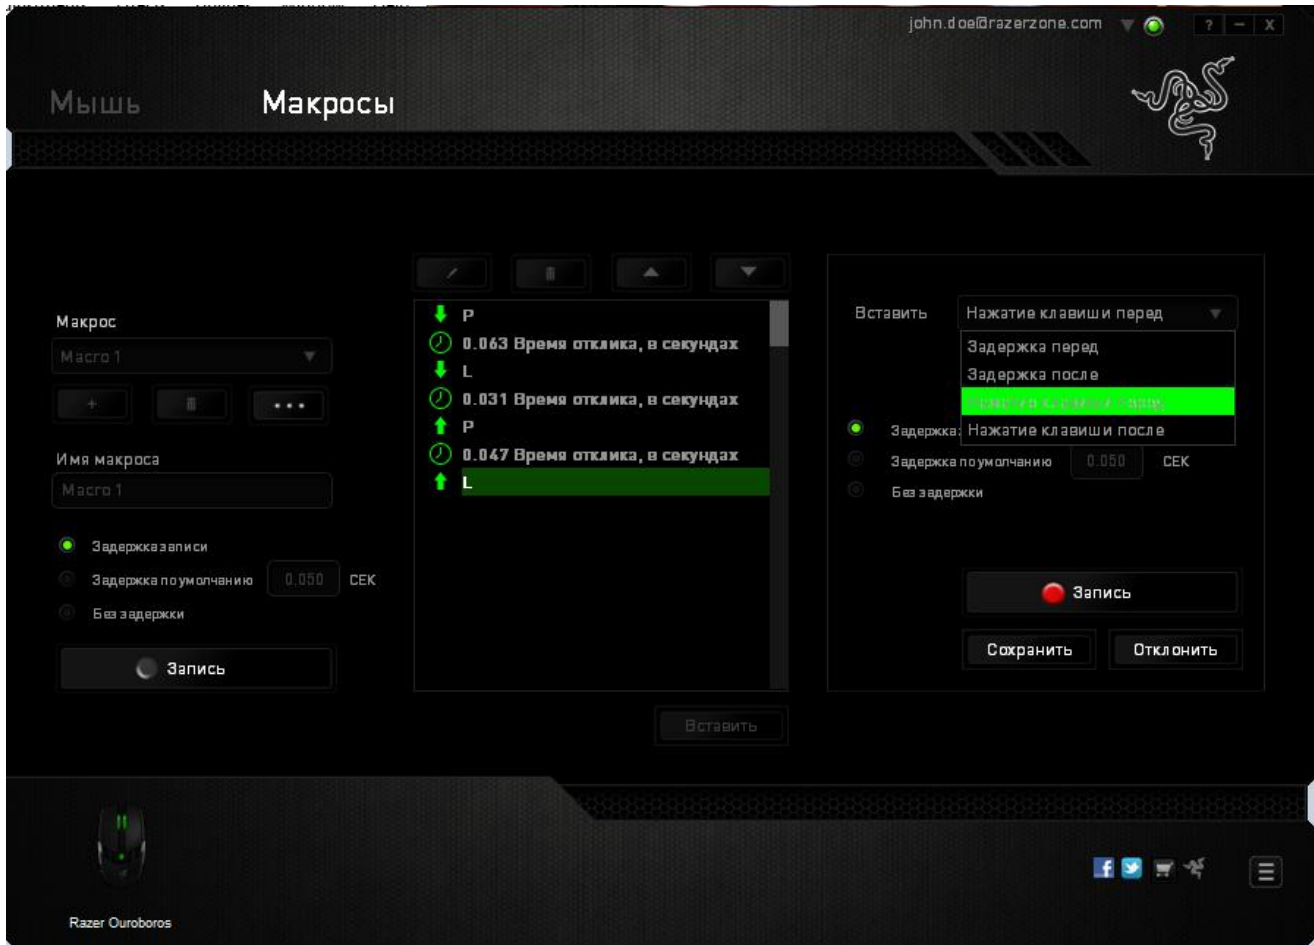 john.doe@razerzone.com
? – X
Мышь
Макросы
Макрос
Macro 1
+
...
Имя макроса
Macro 1
Задержка записи
Задержка по умолчанию 0.050 СЕК
Без задержки
Запись
P
0.063 Время отклика, в секундах
L
0.031 Время отклика, в секундах
P
0.047 Время отклика, в секундах
L
Вставить
Вставить Нажатие клавиши перед
Задержка перед
Задержка после
Нажатие клавиши после
Задержка
Задержка по умолчанию 0.050 СЕК
Без задержки
Запись
Сохранить Отклонить
Razer Ouroboros